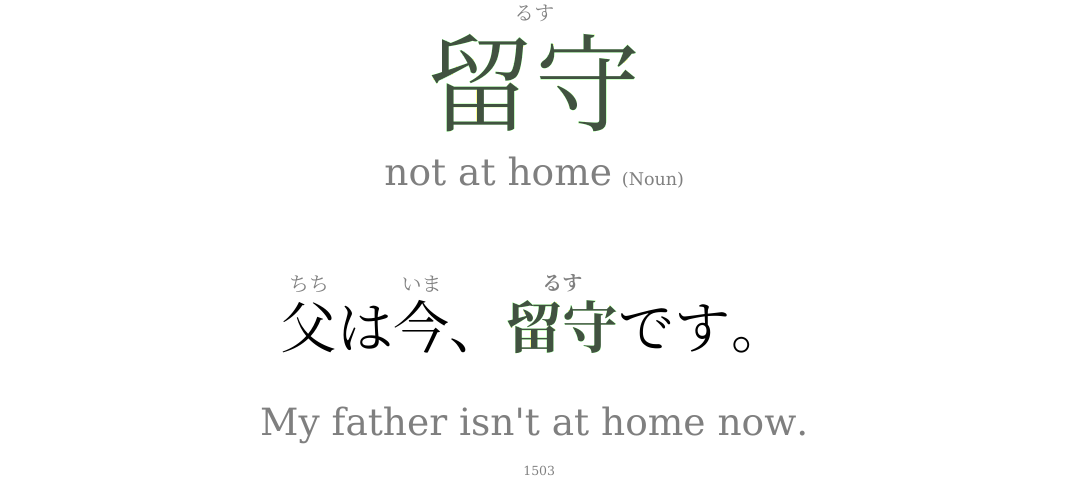 るす
留守
not at home (Noun)
ちち いま るす
父は今、留守です。
My father isn't at home now.
1503